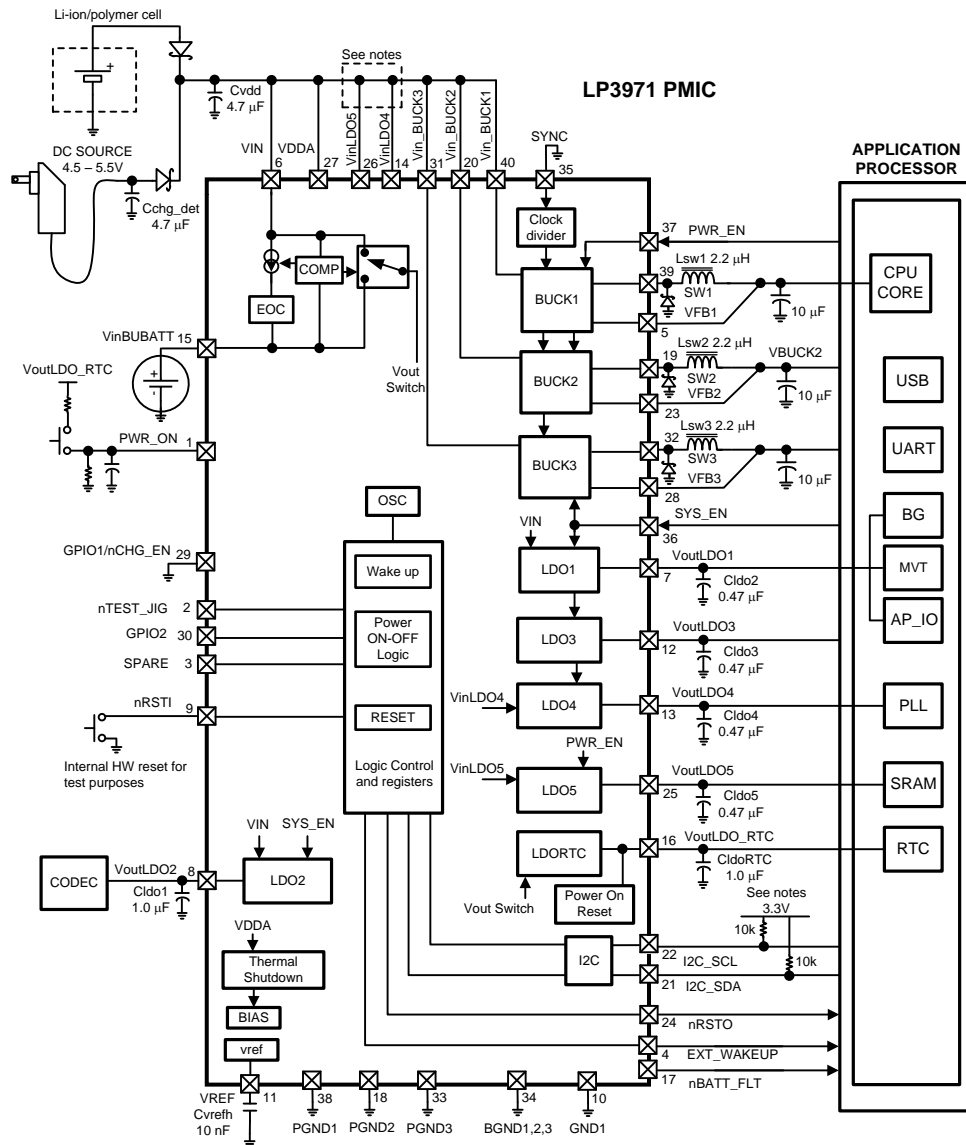 Li-ion/polymer cell
+
DC SOURCE
4.5 – 5.5V
Cchg_det
4.7 µF
Cvdd
4.7 µF
See notes
LP3971 PMIC
VIN
6
VDDA
27
VinLDO5
26
VinLDO4
14
Vin_BUCK3
31
Vin_BUCK2
20
Vin_BUCK1
40
SYNC
35
APPLICATION
PROCESSOR
Clock
divider
37
PWR_EN
COMP
EOC
BUCK1
39
Lsw1 2.2 µH
SW1
VFB1
5
10 µF
CPU
CORE
VinBUBATT
15
+
-
Vout
Switch
BUCK2
19
Lsw2 2.2 µH
SW2
VFB2
23
VBUCK2
10 µF
USB
VoutLDO_RTC
PWR_ON
1
BUCK3
32
Lsw3 2.2 µH
SW3
VFB3
28
10 µF
UART
OSC
SYS_EN
36
BG
GPIO1/nCHG_EN
29
Wake up
VIN
LDO1
VoutLDO1
7
Cldo2
0.47 µF
MVT
nTEST_JIG
2
GPIO2
30
SPARE
3
Power
ON-OFF
Logic
LDO3
VoutLDO3
12
Cldo3
0.47 µF
AP_IO
nRSTI
9
RESET
VinLDO4
LDO4
VoutLDO4
13
Cldo4
0.47 µF
PLL
Internal HW reset for
test purposes
Logic Control
and registers
PWR_EN
VinLDO5
LDO5
VoutLDO5
25
Cldo5
0.47 µF
SRAM
VIN
SYS_EN
LDORTC
16
VoutLDO_RTC
CldoRTC
1.0 µF
RTC
CODEC
VoutLDO2
8
Cldo1
1.0 µF
LDO2
Vout Switch
Power On
Reset
See notes
3.3V
10k
10k
VDDA
Thermal
Shutdown
BIAS
vref
I2C
22
I2C_SCL
21
I2C_SDA
24
nRSTO
4
EXT_WAKEUP
17
nBATT_FLT
VREF
11
Cvrefh
10 nF
38
PGND1
18
PGND2
33
PGND3
34
BGND1,2,3
10
GND1